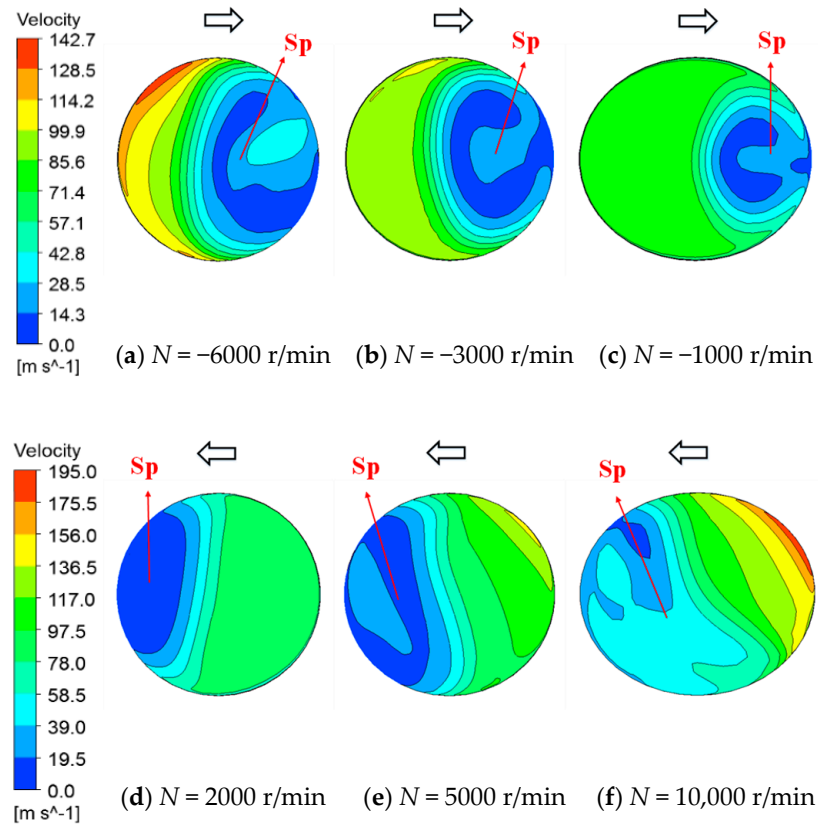 Velocity
142.7
128.5
114.2
99.9
85.6
71.4
57.1
42.8
28.5
14.3
0.0
[m s^-1]
Sp
Sp
Sp
(a) N = −6000 r/min
(b) N = −3000 r/min
(c) N = −1000 r/min
Velocity
195.0
175.5
156.0
136.5
117.0
97.5
78.0
58.5
39.0
19.5
0.0
[m s^-1]
Sp
Sp
Sp
(d) N = 2000 r/min
(e) N = 5000 r/min
(f) N = 10,000 r/min